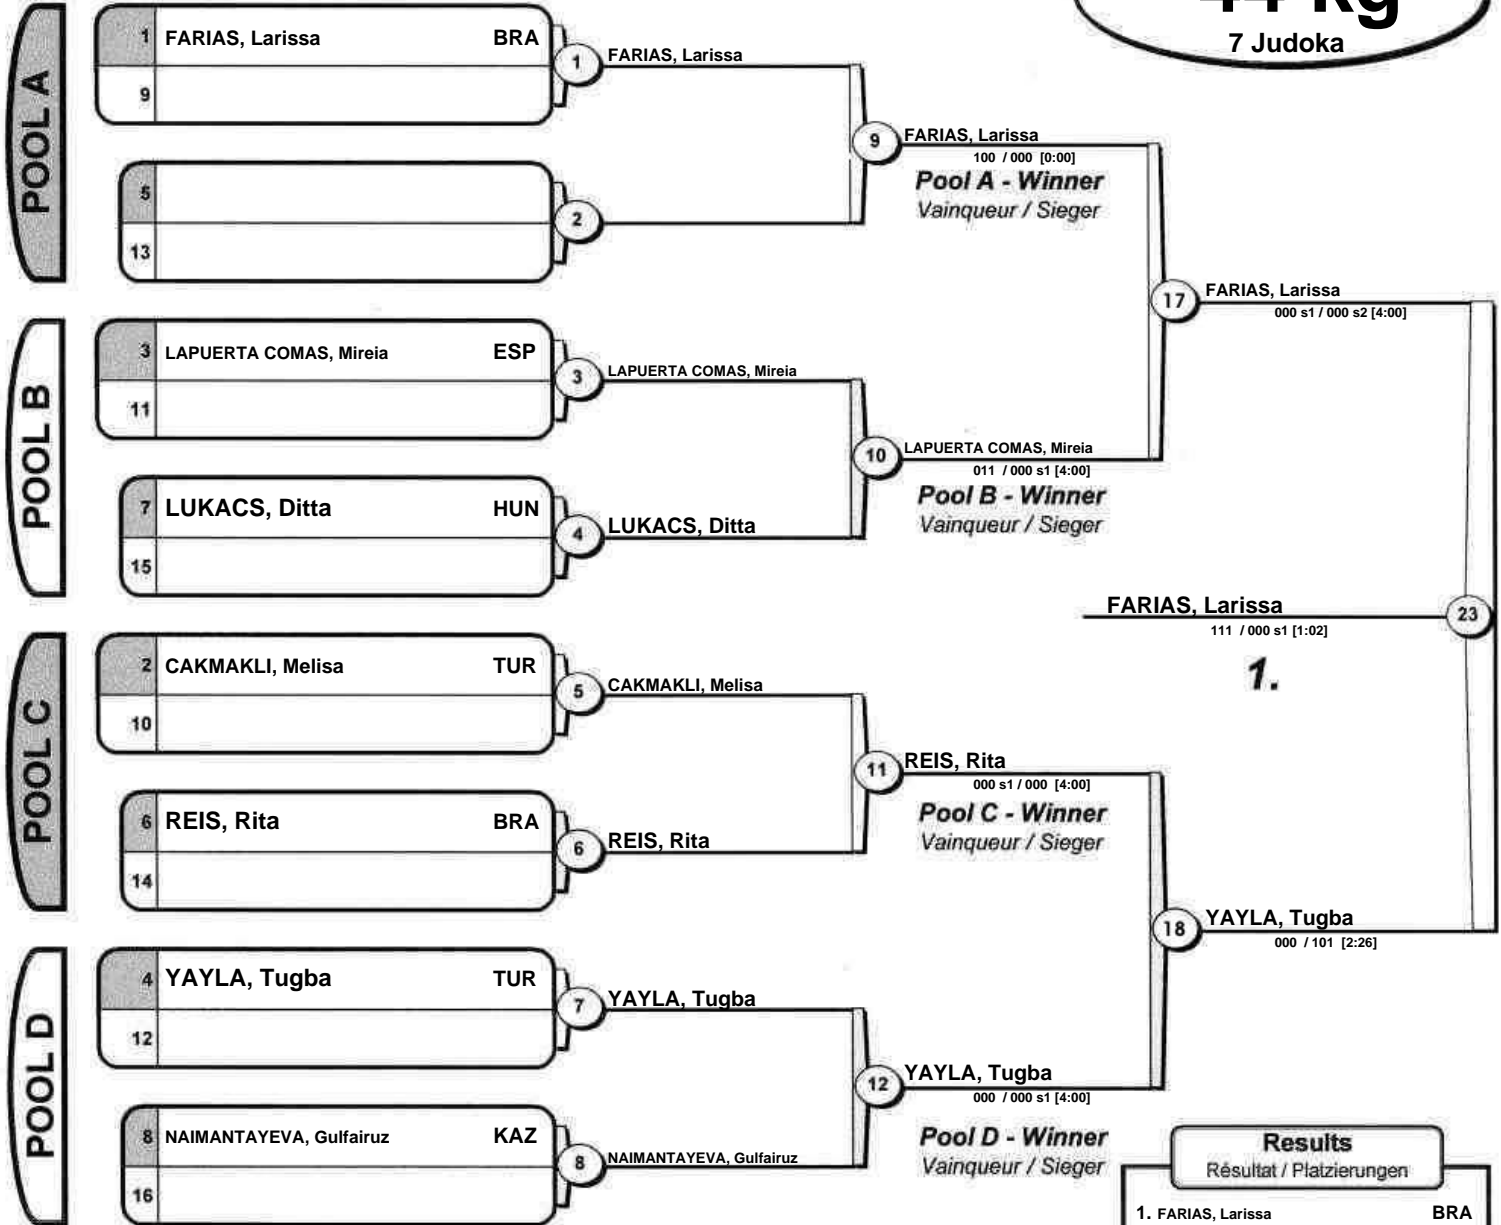 44 kg
7 Judoka
POOL A
1 FARIAS, Larissa BRA
9
5
13
1 FARIAS, Larissa
2
9 FARIAS, Larissa
100 / 000 [0:00]
Pool A - Winner
Vainqueur / Sieger
POOL B
3 LAPUERTA COMAS, Mireia ESP
11
7 LUKACS, Ditta HUN
15
3 LAPUERTA COMAS, Mireia
4 LUKACS, Ditta
10 LAPUERTA COMAS, Mireia
011 / 000 s1 [4:00]
Pool B - Winner
Vainqueur / Sieger
17 FARIAS, Larissa
000 s1 / 000 s2 [4:00]
FARIAS, Larissa 23
111 / 000 s1 [1:02]
1.
POOL C
2 CAKMAKLI, Melisa TUR
10
6 REIS, Rita BRA
14
5 CAKMAKLI, Melisa
6 REIS, Rita
11 REIS, Rita
000 s1 / 000 [4:00]
Pool C - Winner
Vainqueur / Sieger
18 YAYLA, Tugba
000 / 101 [2:26]
POOL D
4 YAYLA, Tugba TUR
12
8 NAIMANTAYEVA, Gulfairuz KAZ
16
7 YAYLA, Tugba
8 NAIMANTAYEVA, Gulfairuz
12 YAYLA, Tugba
000 / 000 s1 [4:00]
Pool D - Winner
Vainqueur / Sieger
Results
Résultat / Platzierungen
1. FARIAS, Larissa BRA